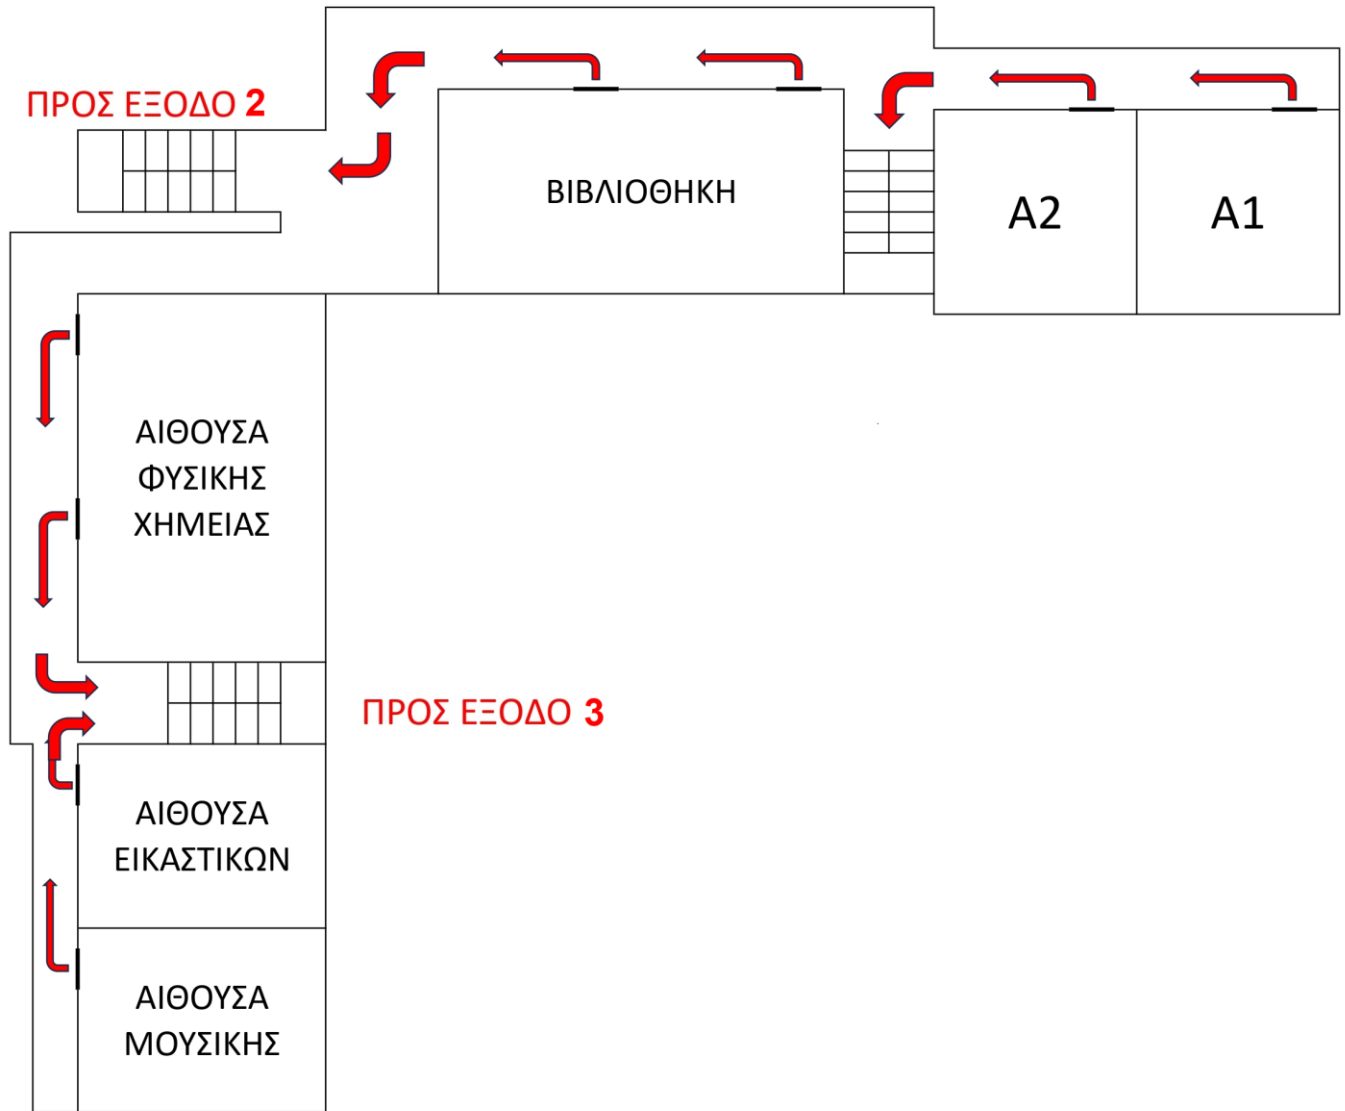 ΠΡΟΣ ΕΞΟΔΟ 2
ΒΙΒΛΙΟΘΗΚΗ
Α2
Α1
ΑΙΘΟΥΣΑ
ΦΥΣΙΚΗΣ
ΧΗΜΕΙΑΣ
ΠΡΟΣ ΕΞΟΔΟ 3
ΑΙΘΟΥΣΑ
ΕΙΚΑΣΤΙΚΩΝ
ΑΙΘΟΥΣΑ
ΜΟΥΣΙΚΗΣ